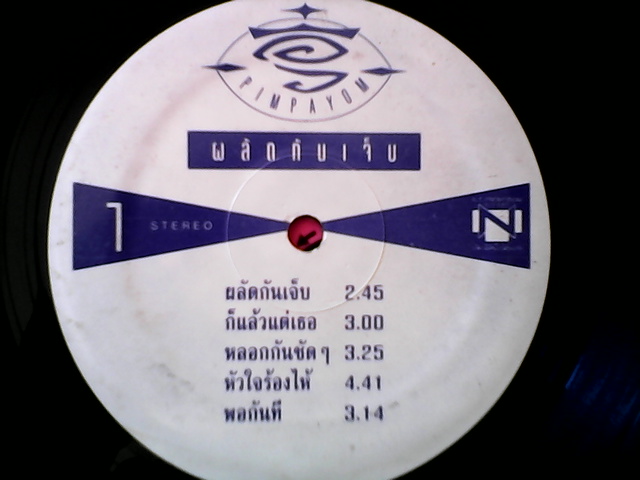 PIMPAYOM
ผลัดกันเจ็บ
1 STEREO
ผลัดกันเจ็บ 2.45
ก็แล้วแต่เธอ 3.00
หลอกกันชัดๆ 3.25
หัวใจร้องไห้ 4.41
พอกันที 3.14